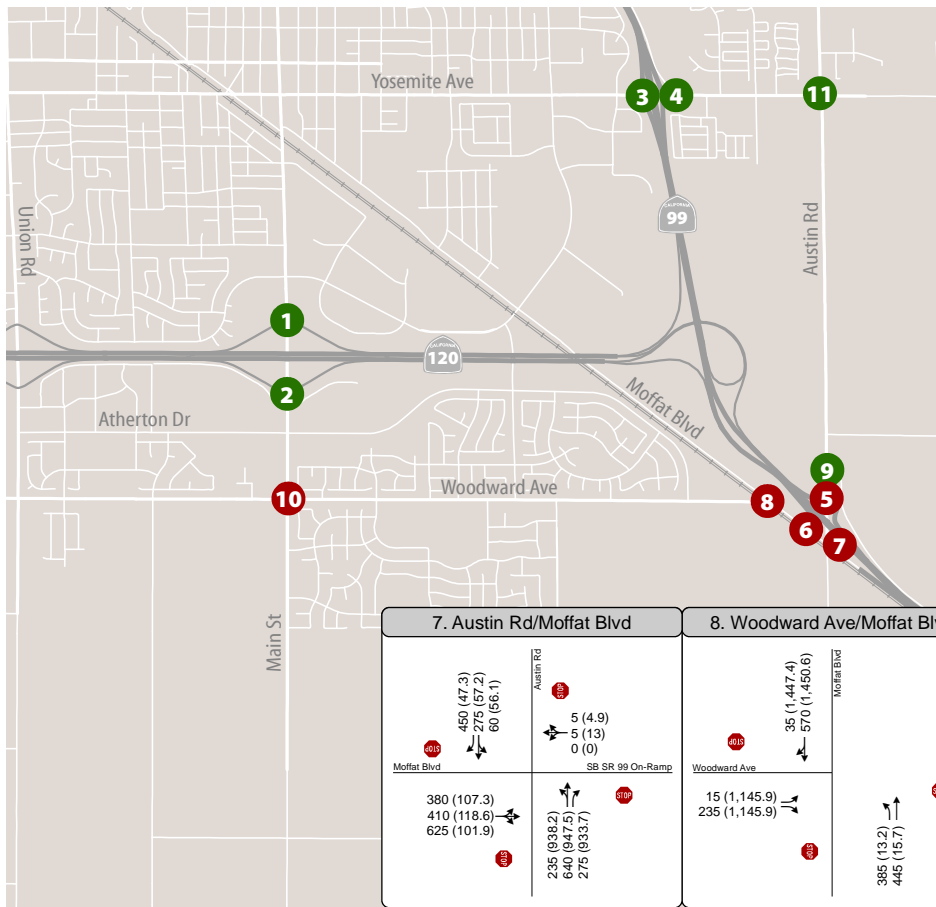 Yosemite Ave
3
4
11
CALIFORNIA
99
Union Rd
Austin Rd
1
CALIFORNIA
120
2
Moffat Blvd
Atherton Dr
9
Woodward Ave
10
8
5
6
7
Main St
7. Austin Rd/Moffat Blvd
Austin Rd
450 (47.3)
275 (57.2)
60 (56.1)
STOP
STOP
5 (4.9)
5 (13)
0 (0)
Moffat Blvd
SB SR 99 On-Ramp
380 (107.3)
410 (118.6)
625 (101.9)
STOP
STOP
235 (938.2)
640 (947.5)
275 (933.7)
8. Woodward Ave/Moffat Bl
Moffat Blvd
35 (1,447.4)
570 (1,450.6)
STOP
Woodward Ave
15 (1,145.9)
235 (1,145.9)
STOP
385 (13.2)
445 (15.7)